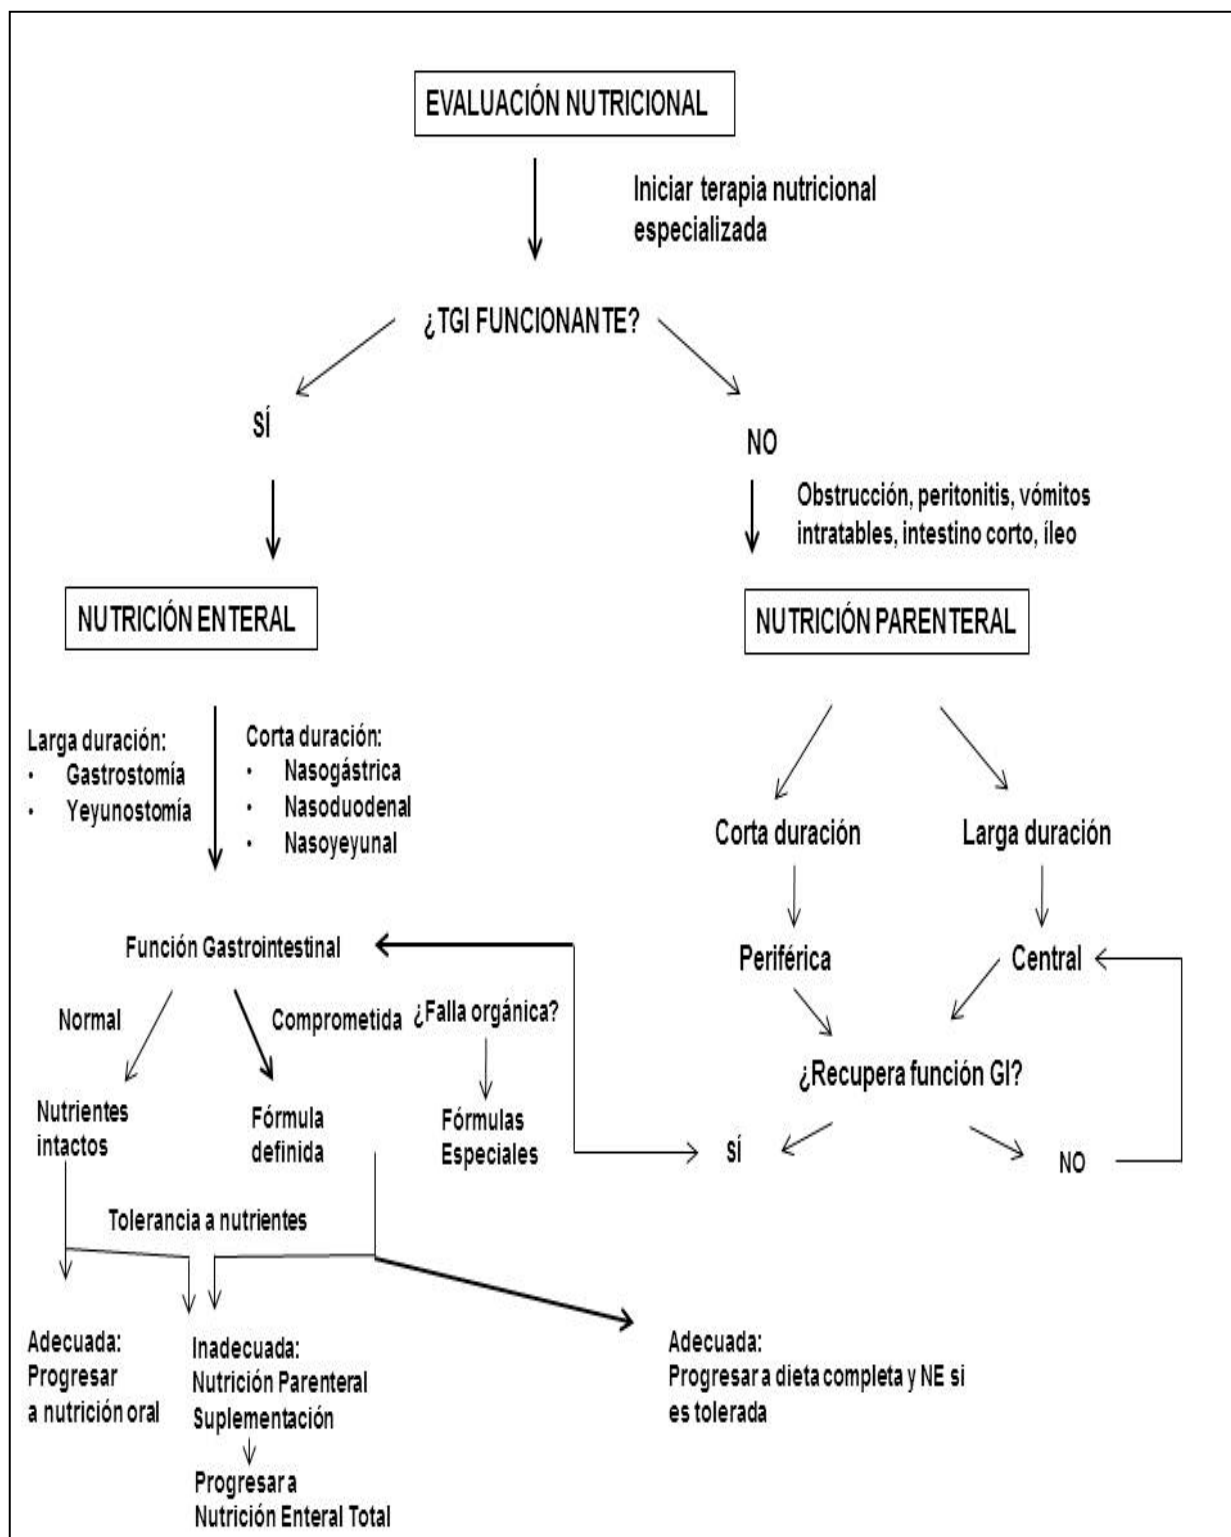 EVALUACIÓN NUTRICIONAL
Iniciar terapia nutricional
especializada
¿TGI FUNCIONANTE?
SÍ
NO
Obstrucción, peritonitis, vómitos
intratables, intestino corto, íleo
NUTRICIÓN ENTERAL
NUTRICIÓN PARENTERAL
Larga duración:
• Gastrostomía
• Yeyunostomía
Corta duración:
• Nasogástrica
• Nasoduodenal
• Nasoyeyunal
Corta duración
Larga duración
Periférica
Central
Función Gastrointestinal
Normal
Comprometida
¿Falla orgánica?
¿Recupera función GI?
Nutrientes
intactos
Fórmula
definida
Fórmulas
Especiales
SÍ
NO
Tolerancia a nutrientes
Adecuada:
Progresar
a nutrición oral
Inadecuada:
Nutrición Parenteral
Suplementación
Progresar a
Nutrición Enteral Total
Adecuada:
Progresar a dieta completa y NE si
es tolerada